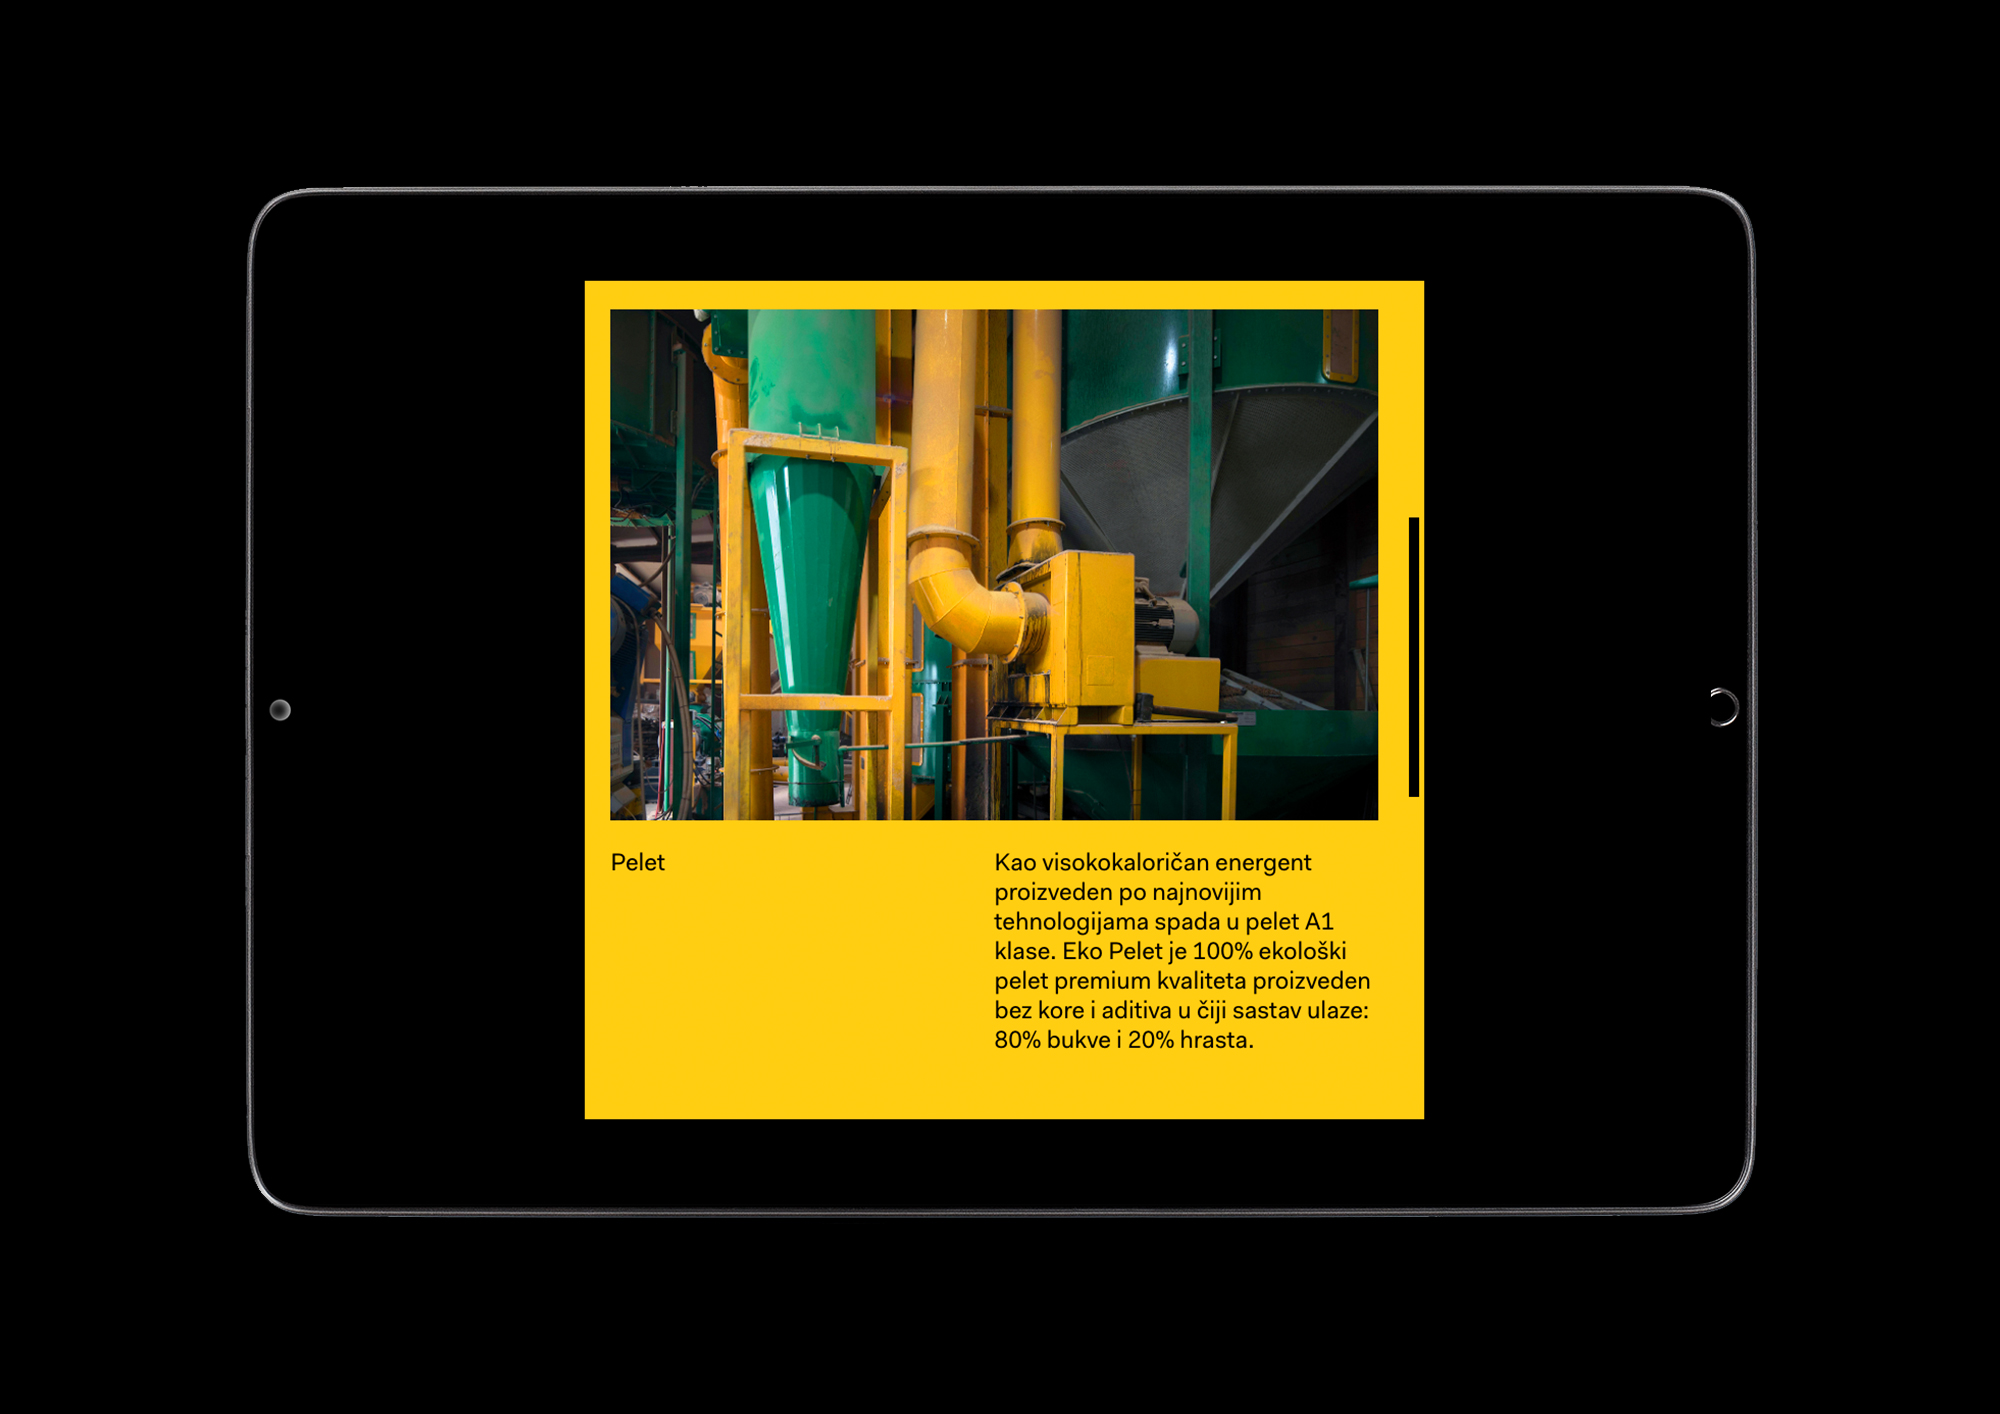 Pelet
Kao visokokaloričan energent
proizveden po najnovijim
tehnologijama spada u pelet A1
klase. Eko Pelet je 100% ekološki
pelet premium kvaliteta proizveden
bez kore i aditiva u čiji sastav ulaze:
80% bukve i 20% hrasta.